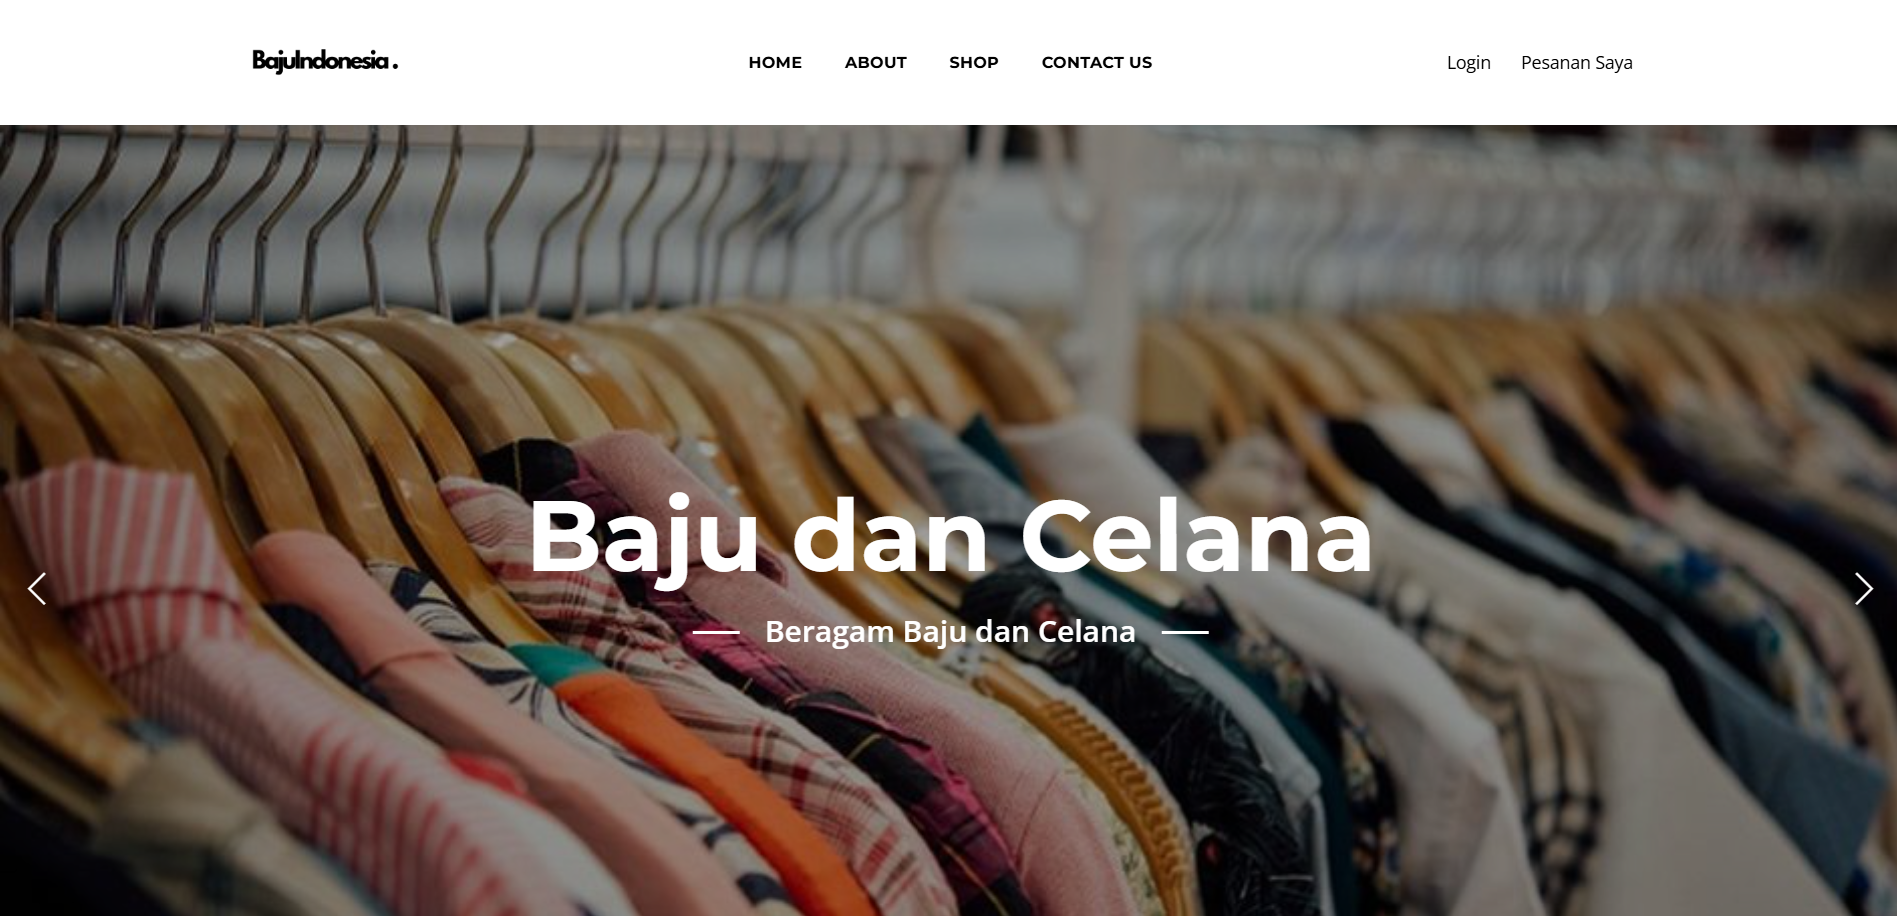 BajuIndonesia.
HOME ABOUT SHOP CONTACT US
Login Pesanan Saya
Baju dan Celana
Beragam Baju dan Celana